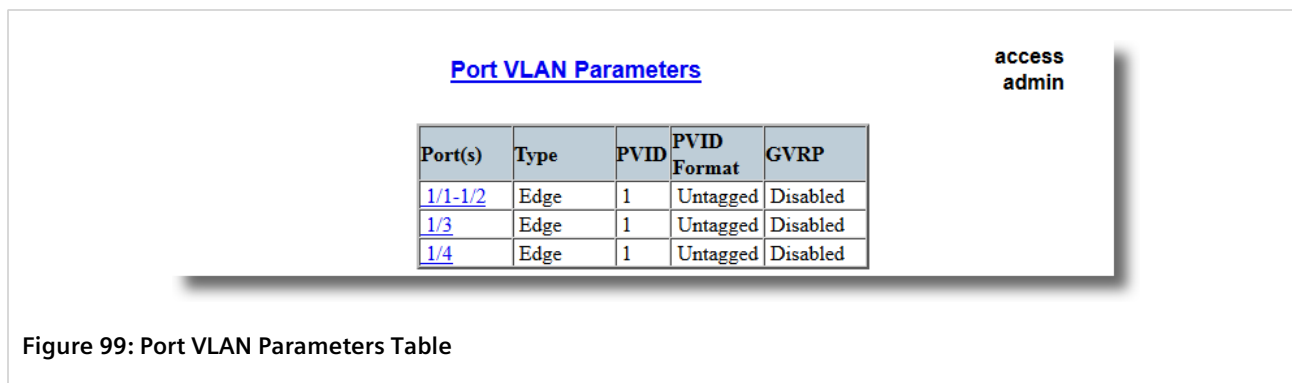 Port VLAN Parameters
access
admin
Port(s) Type PVID PVID Format GVRP
1/1-1/2 Edge 1 Untagged Disabled
1/3 Edge 1 Untagged Disabled
1/4 Edge 1 Untagged Disabled
Figure 99: Port VLAN Parameters Table